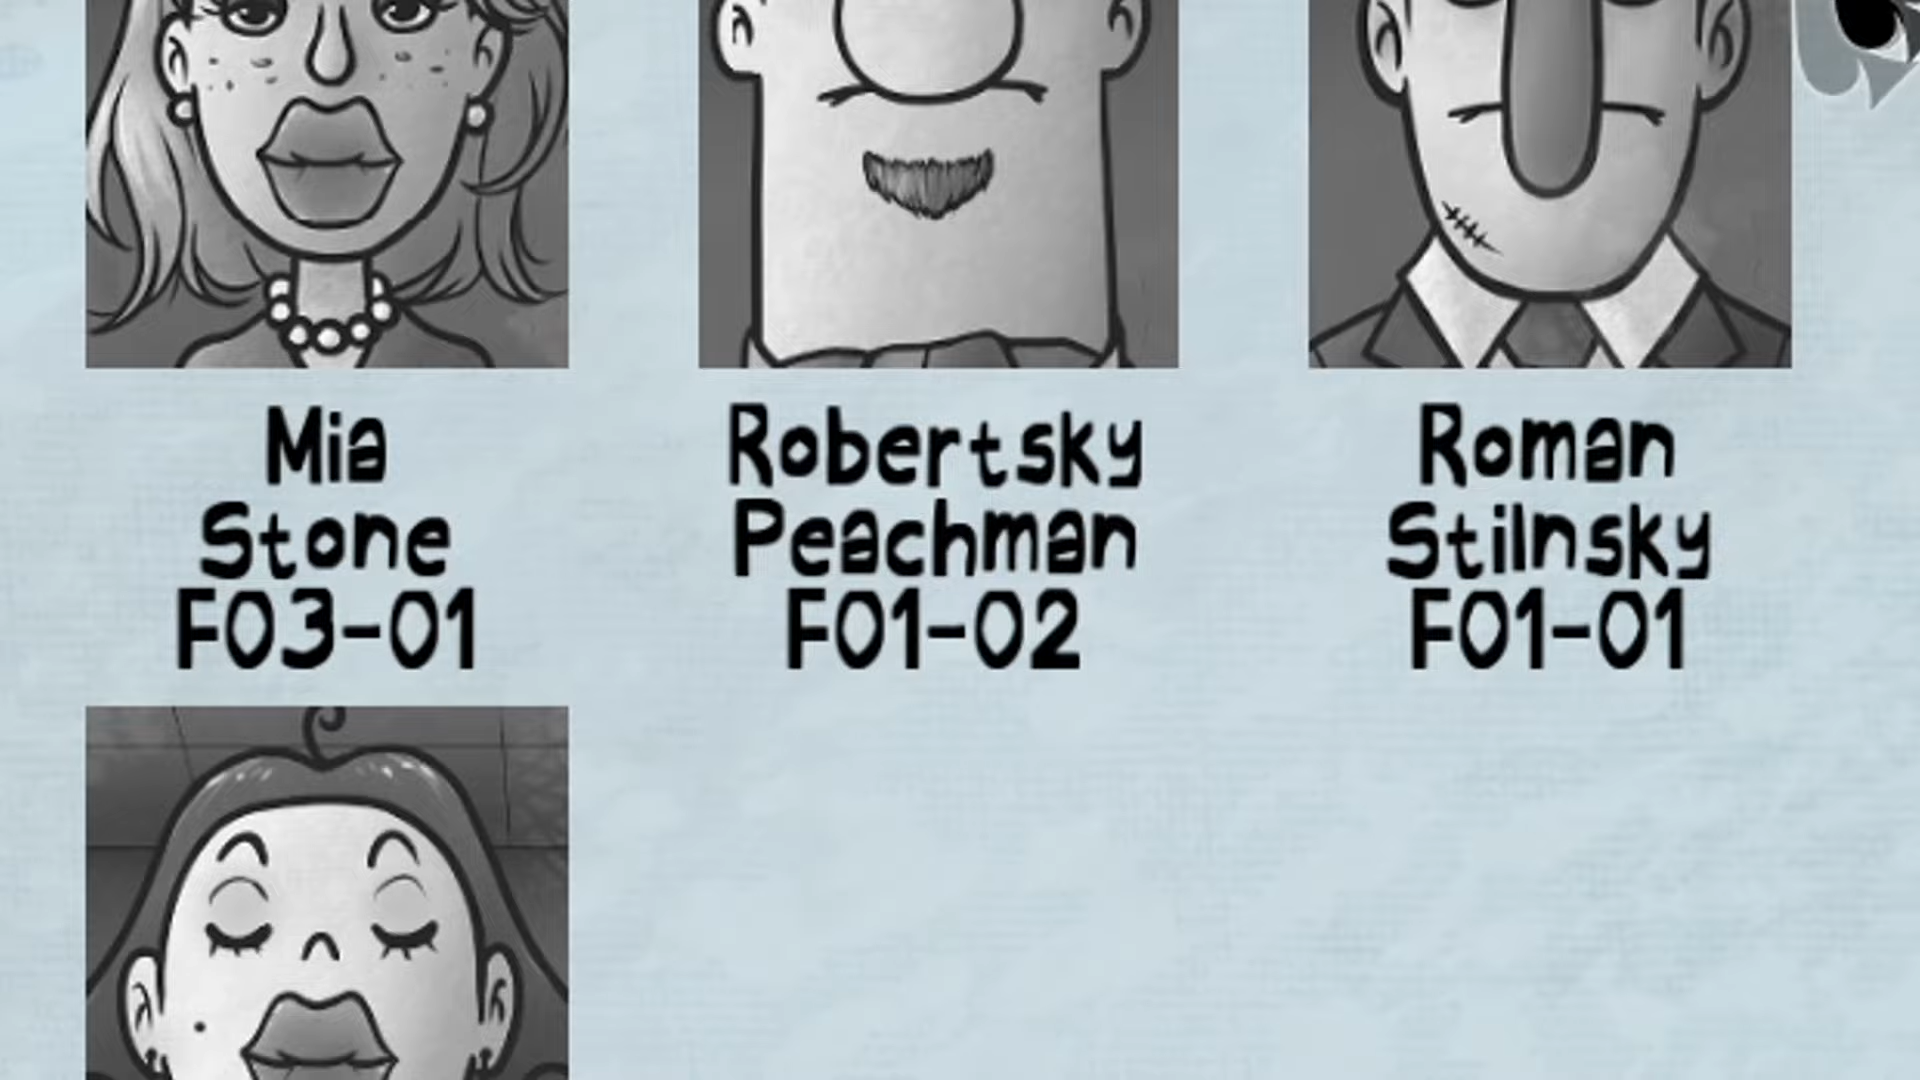 Mia
Stone
F03-01
Robertsky
Peachman
F01-02
Roman
Stilnsky
F01-01